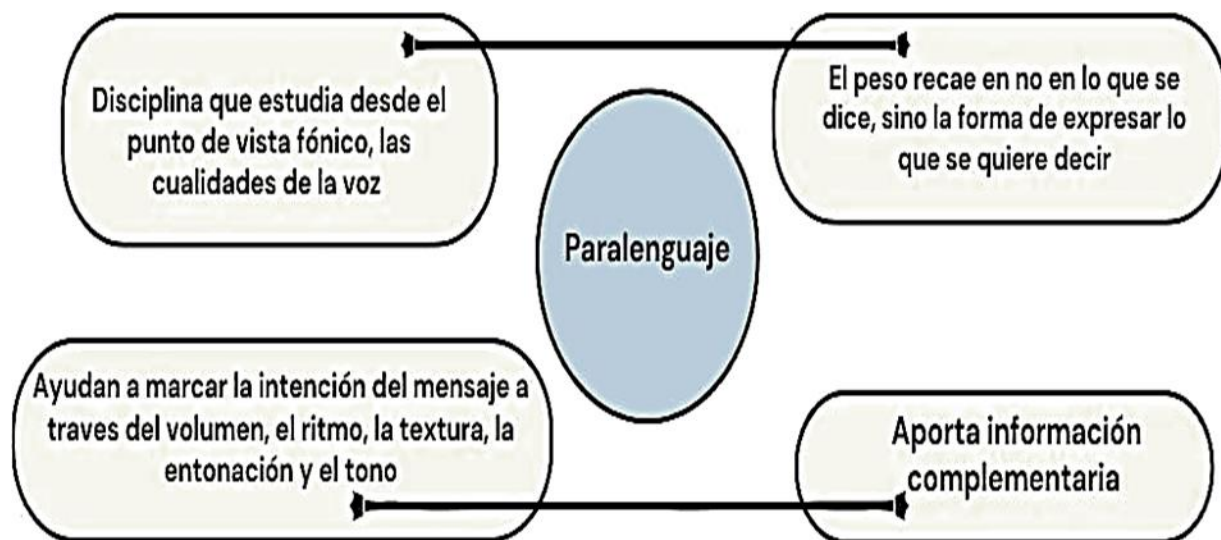 Disciplina que estudia desde el
punto de vista fónico, las
cualidades de la voz
El peso recae en no en lo que se
dice, sino la forma de expresar lo
que se quiere decir
Paralenguaje
Ayudan a marcar la intención del mensaje a
traves del volumen, el ritmo, la textura, la
entonación y el tono
Aporta información
complementaria